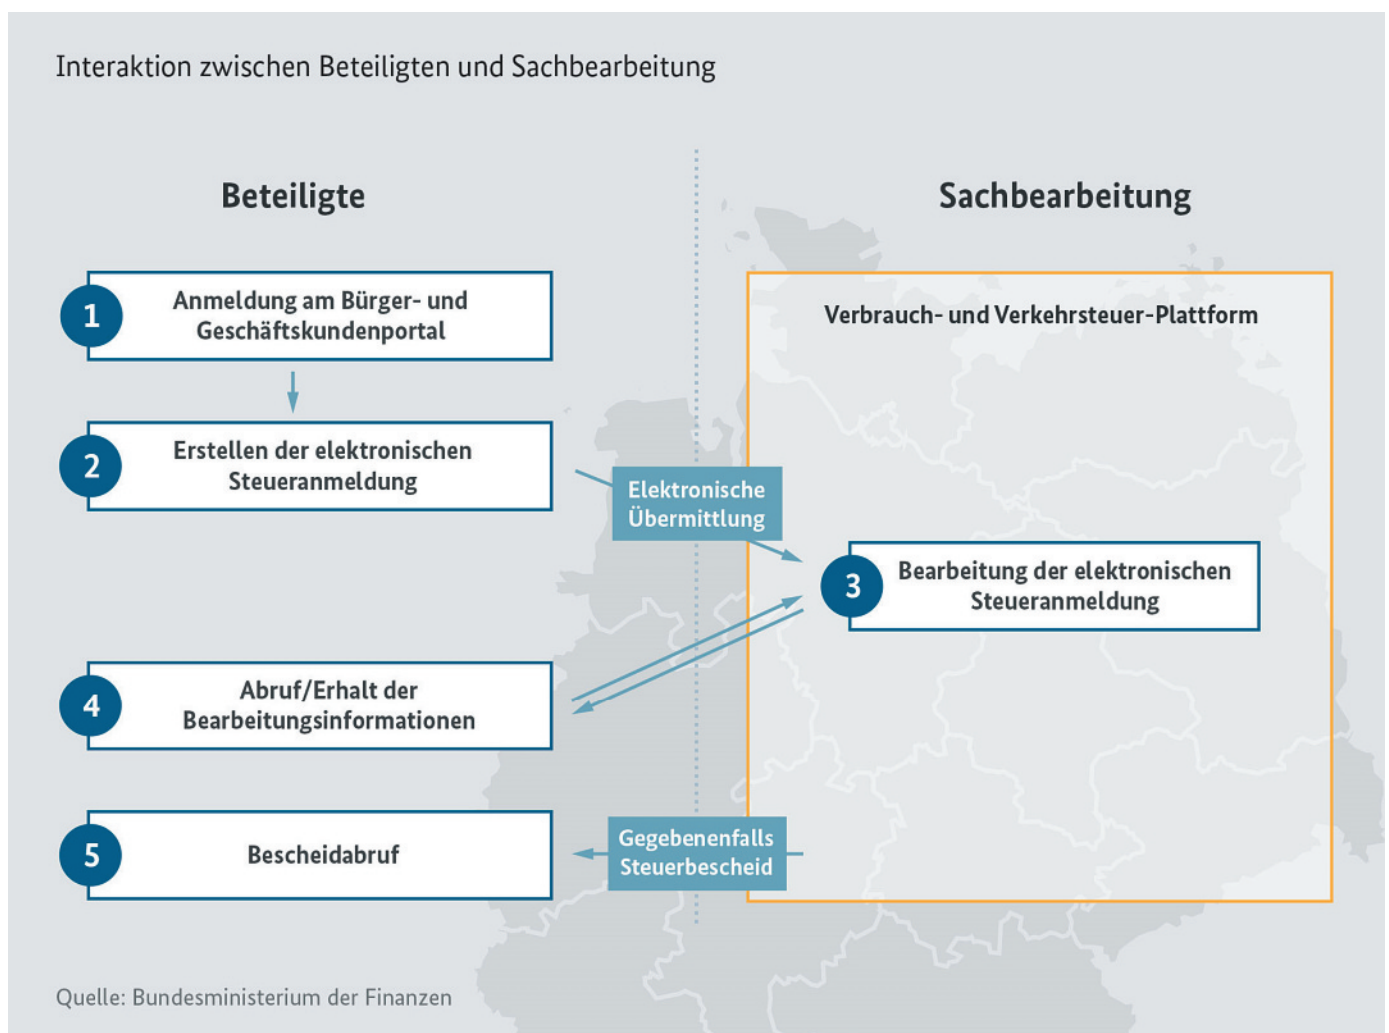 Interaktion zwischen Beteiligten und Sachbearbeitung
Beteiligte
Sachbearbeitung
1
Anmeldung am Bürger- und
Geschäftskundenportal
Verbrauch- und Verkehrsteuer-Plattform
2
Erstellen der elektronischen
Steueranmeldung
Elektronische
Übermittlung
3
Bearbeitung der elektronischen
Steueranmeldung
4
Abruf/Erhalt der
Bearbeitungsinformationen
5
Bescheidabruf
Gegebenenfalls
Steuerbescheid
Quelle: Bundesministerium der Finanzen